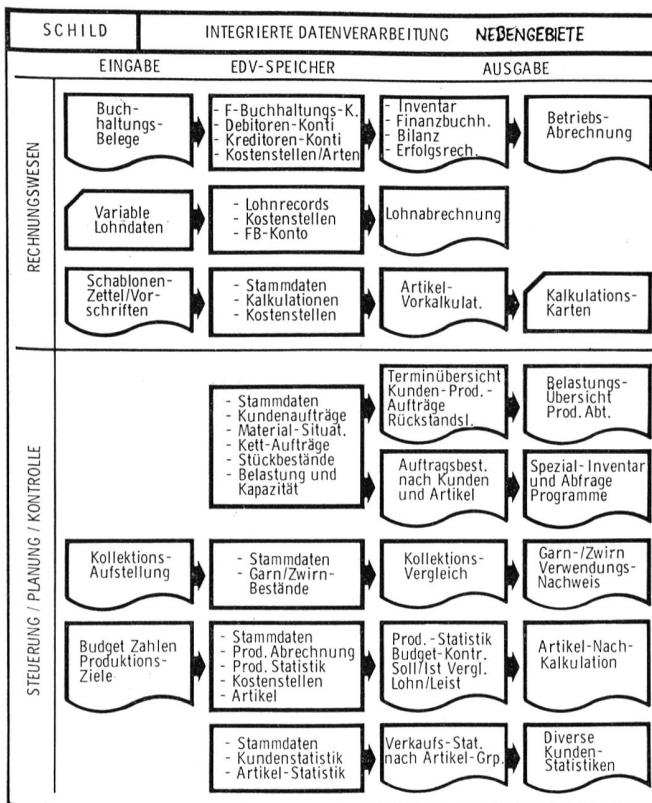 SCHILD
INTEGRIERTE DATENVERARBEITUNG NEBENGEBIETE
EINGABE
EDV-SPEICHER
AUSGABE
RECHNUNGSWESEN
Buch-
haltungs-
Belege
- F-Buchhaltungs-K.
- Debitoren-Konti
- Kreditoren-Konti
- Kostenstellen/Arten
- Inventar
- Finanzbuchh.
- Bilanz
- Erfolgsrech.
Betriebs-
Abrechnung
Variable
Lohndaten
- Lohnrecords
- Kostenstellen
- FB-Konto
Lohnabrechnung
Schablonen-
Zettel/Vor-
schriften
- Stammdaten
- Kalkulationen
- Kostenstellen
Artikel-
Vorkalkulat.
Kalkulations-
Karten
STEUERUNG / PLANUNG / KONTROLLE
- Stammdaten
- Kundenaufträge
- Material-Situat.
- Kett-Aufträge
- Stückbestände
- Belastung und
Kapazität
Terminübersicht
Kunden-Prod.-
Aufträge
Rückstandsl.
Belastungs-
Übersicht
Prod. Abt.
Auftragsbest.
nach Kunden
und Artikel
Spezial-Inventar
und Abfrage
Programme
Kollektions-
Aufstellung
- Stammdaten
- Garn/Zwirn-
Bestände
Kollektions-
Vergleich
Garn-/Zwirn
Verwendungs-
Nachweis
Budget Zahlen
Produktions-
Ziele
- Stammdaten
- Prod. Abrechnung
- Prod. Statistik
- Kostenstellen
- Artikel
Prod.-Statistik
Budget-Kontr.
Soll/Ist Vergl.
Lohn/Leist
Artikel-Nach-
Kalkulation
- Stammdaten
- Kundenstatistik
- Artikel-Statistik
Verkaufs-Stat.
nach Artikel-Grp.
Diverse
Kunden-
Statistiken